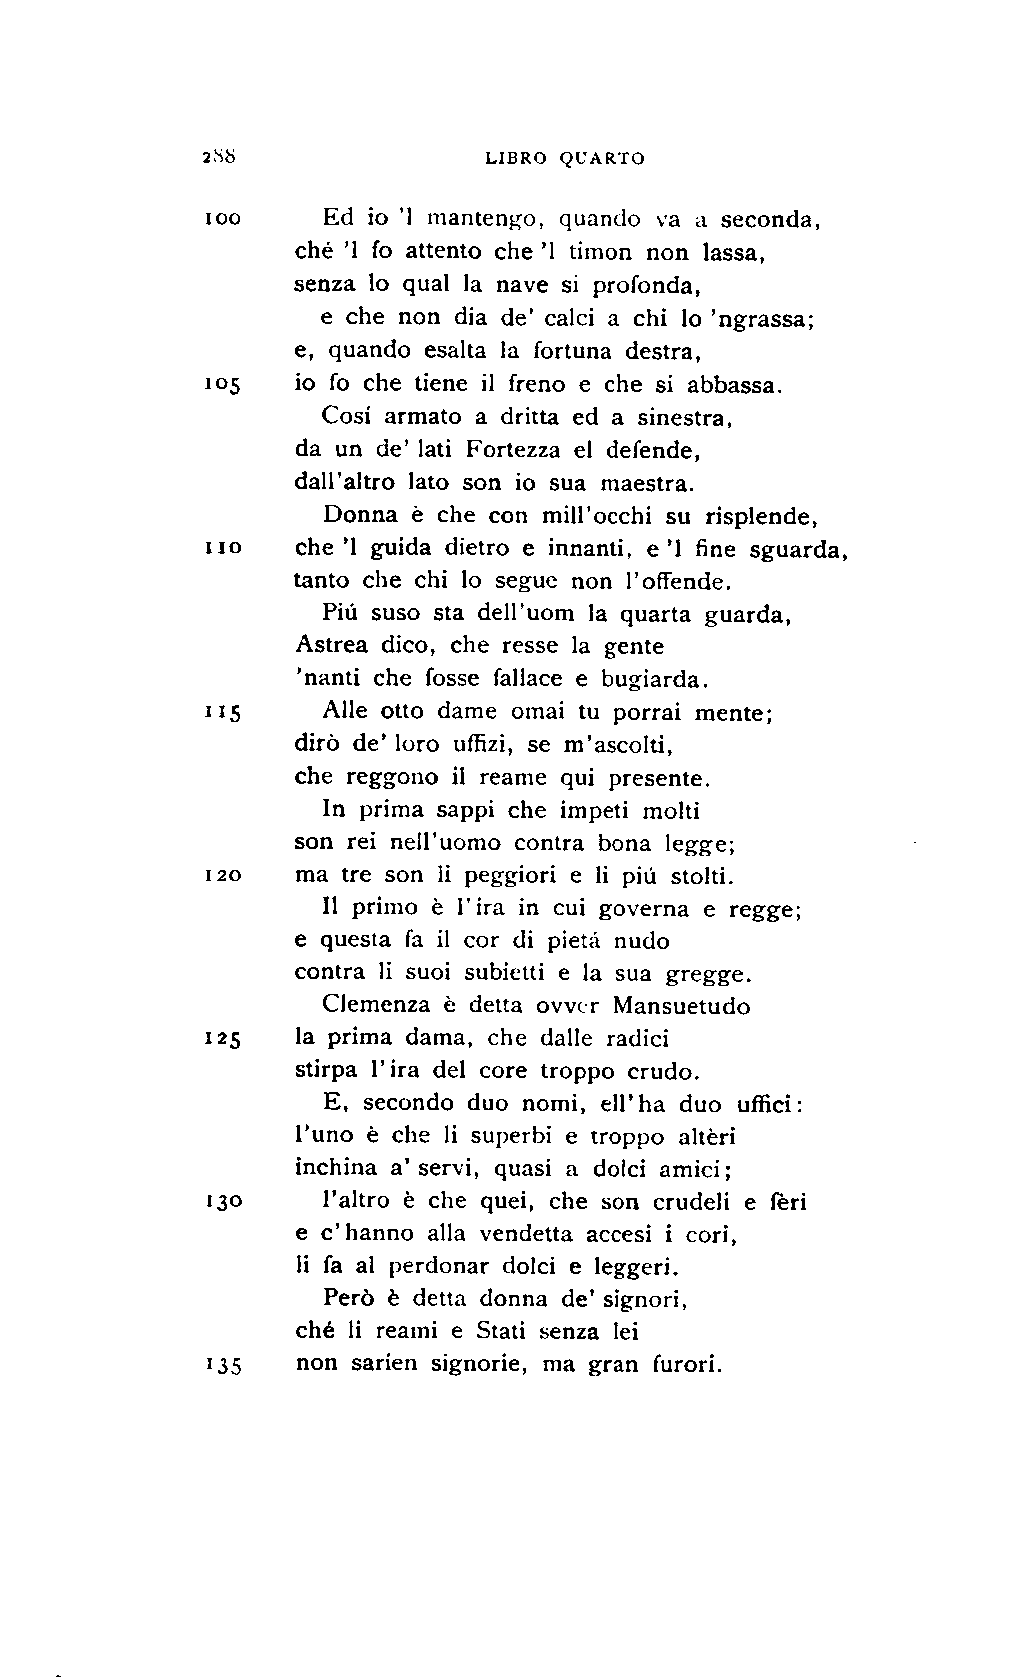 288 LIBRO QUARTO
100 Ed io 'l mantengo, quando va a seconda,
ché 'l fo attento che 'l timon non lassa,
senza lo qual la nave si profonda,
e che non dia de' calci a chi lo 'ngrassa;
e, quando esalta la fortuna destra,
105 io fo che tiene il freno e che si abbassa.
Cosí armato a dritta ed a sinestra,
da un de' lati Fortezza el defende,
dall'altro lato son io sua maestra.
Donna è che con mill'occhi su risplende,
110 che 'l guida dietro e innanti, e 'l fine sguarda,
tanto che chi lo segue non l'offende.
Piú suso sta dell'uom la quarta guarda,
Astrea dico, che resse la gente
'nanti che fosse fallace e bugiarda.
115 Alle otto dame omai tu porrai mente;
dirò de' loro uffizi, se m'ascolti,
che reggono il reame qui presente.
In prima sappi che impeti molti
son rei nell'uomo contra bona legge;
120 ma tre son li peggiori e li piú stolti.
Il primo è l'ira in cui governa e regge;
e questa fa il cor di pietá nudo
contra li suoi subietti e la sua gregge.
Clemenza è detta ovver Mansuetudo
125 la prima dama, che dalle radici
stirpa l'ira del core troppo crudo.
E, secondo duo nomi, ell'ha duo uffici:
l'uno è che li superbi e troppo altèri
inchina a' servi, quasi a dolci amici;
130 l'altro è che quei, che son crudeli e fèri
e c'hanno alla vendetta accesi i cori,
li fa al perdonar dolci e leggeri.
Però è detta donna de' signori,
ché li reami e Stati senza lei
135 non sarien signorie, ma gran furori.